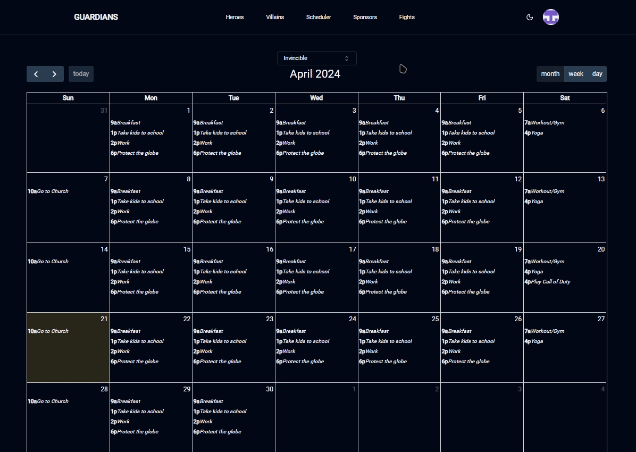 GUARDIANS Heroes Villains Scheduler Sponsors Fights
Invincible
today April 2024 month week day
Sun Mon Tue Wed Thu Fri Sat
31 1 2 3 4 5 6
9a Breakfast 9a Breakfast 9a Breakfast 9a Breakfast 9a Breakfast 7a Workout/Gym
1p Take kids to school 1p Take kids to school 1p Take kids to school 1p Take kids to school 1p Take kids to school 4p Yoga
2p Work 2p Work 2p Work 2p Work 2p Work
6p Protect the globe 6p Protect the globe 6p Protect the globe 6p Protect the globe 6p Protect the globe
7 8 9 10 11 12 13
10a Go to Church 9a Breakfast 9a Breakfast 9a Breakfast 9a Breakfast 9a Breakfast 7a Workout/Gym
1p Take kids to school 1p Take kids to school 1p Take kids to school 1p Take kids to school 1p Take kids to school 4p Yoga
2p Work 2p Work 2p Work 2p Work 2p Work
6p Protect the globe 6p Protect the globe 6p Protect the globe 6p Protect the globe 6p Protect the globe
14 15 16 17 18 19 20
10a Go to Church 9a Breakfast 9a Breakfast 9a Breakfast 9a Breakfast 9a Breakfast 7a Workout/Gym
1p Take kids to school 1p Take kids to school 1p Take kids to school 1p Take kids to school 1p Take kids to school 4p Yoga
2p Work 2p Work 2p Work 2p Work 2p Work 4p Play Call of Duty
6p Protect the globe 6p Protect the globe 6p Protect the globe 6p Protect the globe 6p Protect the globe
21 22 23 24 25 26 27
10a Go to Church 9a Breakfast 9a Breakfast 9a Breakfast 9a Breakfast 9a Breakfast 7a Workout/Gym
1p Take kids to school 1p Take kids to school 1p Take kids to school 1p Take kids to school 1p Take kids to school 4p Yoga
2p Work 2p Work 2p Work 2p Work 2p Work
6p Protect the globe 6p Protect the globe 6p Protect the globe 6p Protect the globe 6p Protect the globe
28 29 30 1 2 3 4
10a Go to Church 9a Breakfast 9a Breakfast
1p Take kids to school 1p Take kids to school
2p Work 2p Work
6p Protect the globe 6p Protect the globe